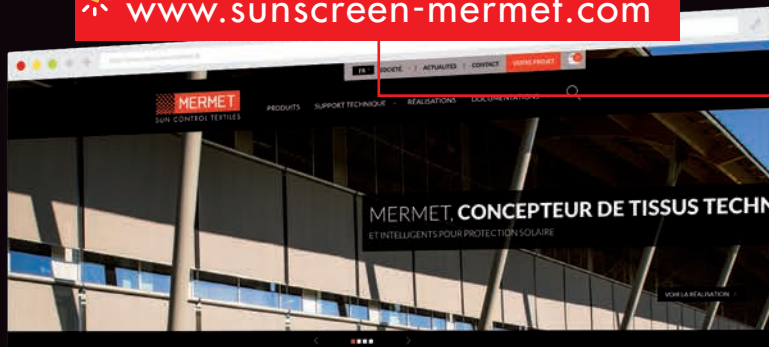 www.sunscreen-mermet.com
FR SOCIÉTÉ | ACTUALITÉS | CONTACT VOTRE PROJET
MERMET
SUN CONTROL TEXTILES
PRODUITS SUPPORT TECHNIQUE RÉALISATIONS DOCUMENTATIONS
MERMET, CONCEPTEUR DE TISSUS TECHN
ET INTELLIGENTS POUR PROTECTION SOLAIRE
VOIR LA RÉALISATION